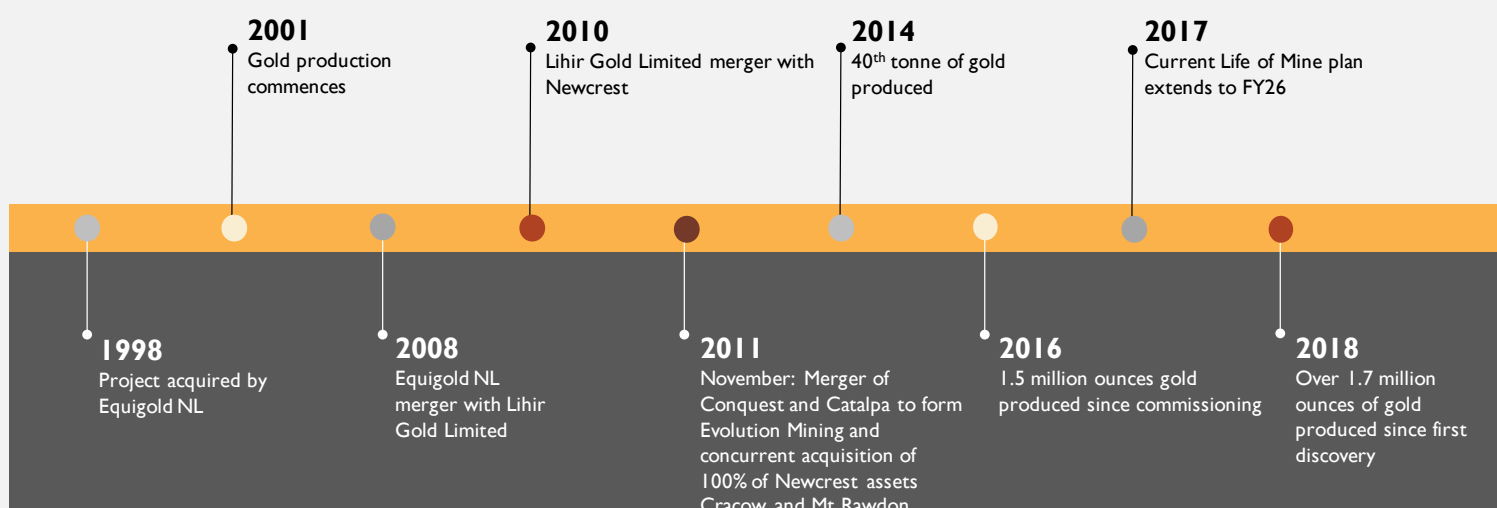 2001
Gold production
commences
2010
Lihir Gold Limited merger with
Newcrest
2014
40th tonne of gold
produced
2017
Current Life of Mine plan
extends to FY26
1998
Project acquired by
Equigold NL
2008
Equigold NL
merger with Lihir
Gold Limited
2011
November: Merger of
Conquest and Catalpa to form
Evolution Mining and
concurrent acquisition of
100% of Newcrest assets
Cracow and Mt Rawdon
2016
1.5 million ounces gold
produced since commissioning
2018
Over 1.7 million
ounces of gold
produced since first
discovery